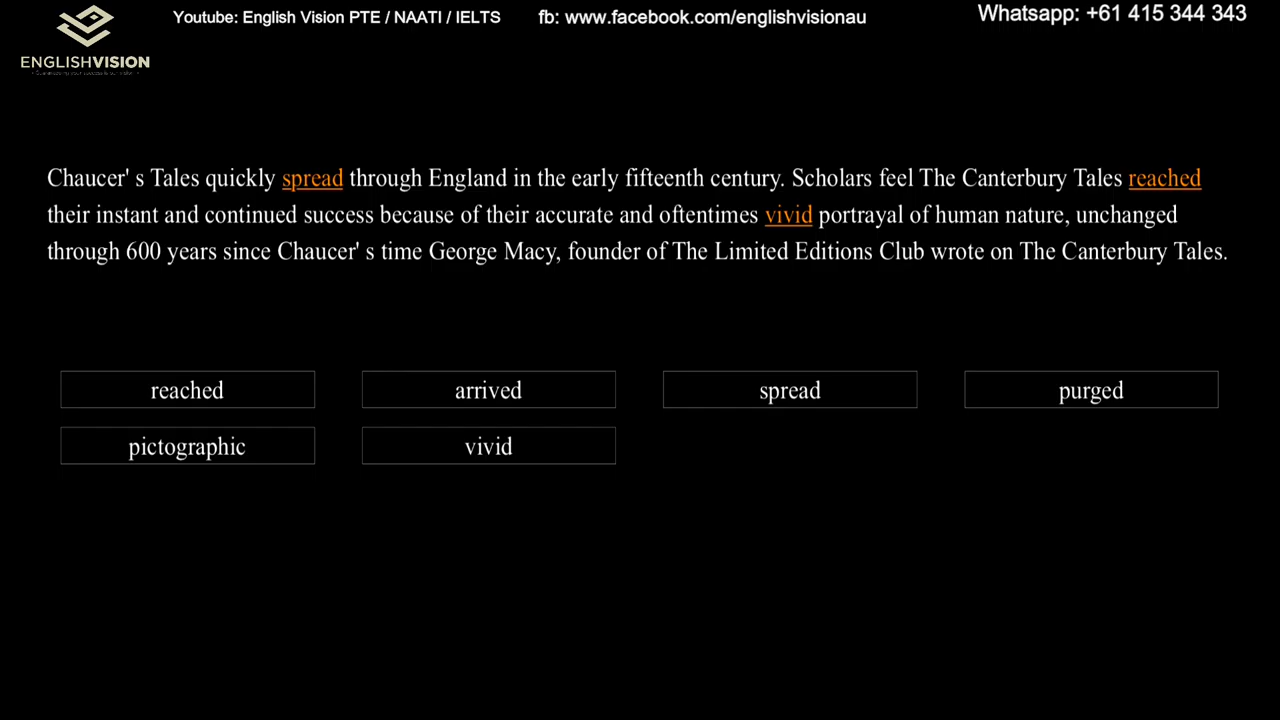 Youtube: English Vision PTE / NAATI / IELTS
fb: www.facebook.com/englishvisionau
Whatsapp: +61 415 344 343
ENGLISHVISION
Chaucer' s Tales quickly spread through England in the early fifteenth century. Scholars feel The Canterbury Tales reached
their instant and continued success because of their accurate and oftentimes vivid portrayal of human nature, unchanged
through 600 years since Chaucer' s time George Macy, founder of The Limited Editions Club wrote on The Canterbury Tales.
reached
arrived
spread
purged
pictographic
vivid